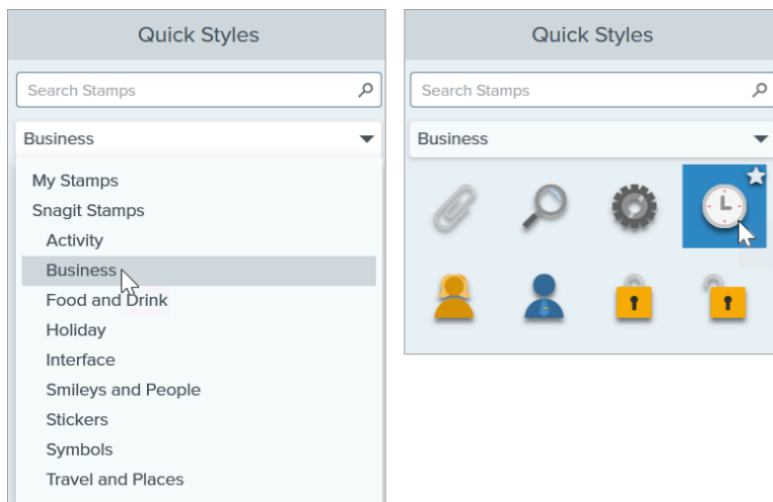 Quick Styles
Search Stamps
Business
My Stamps
Snagit Stamps
Activity
Business
Food and Drink
Holiday
Interface
Smileys and People
Stickers
Symbols
Travel and Places
Quick Styles
Search Stamps
Business